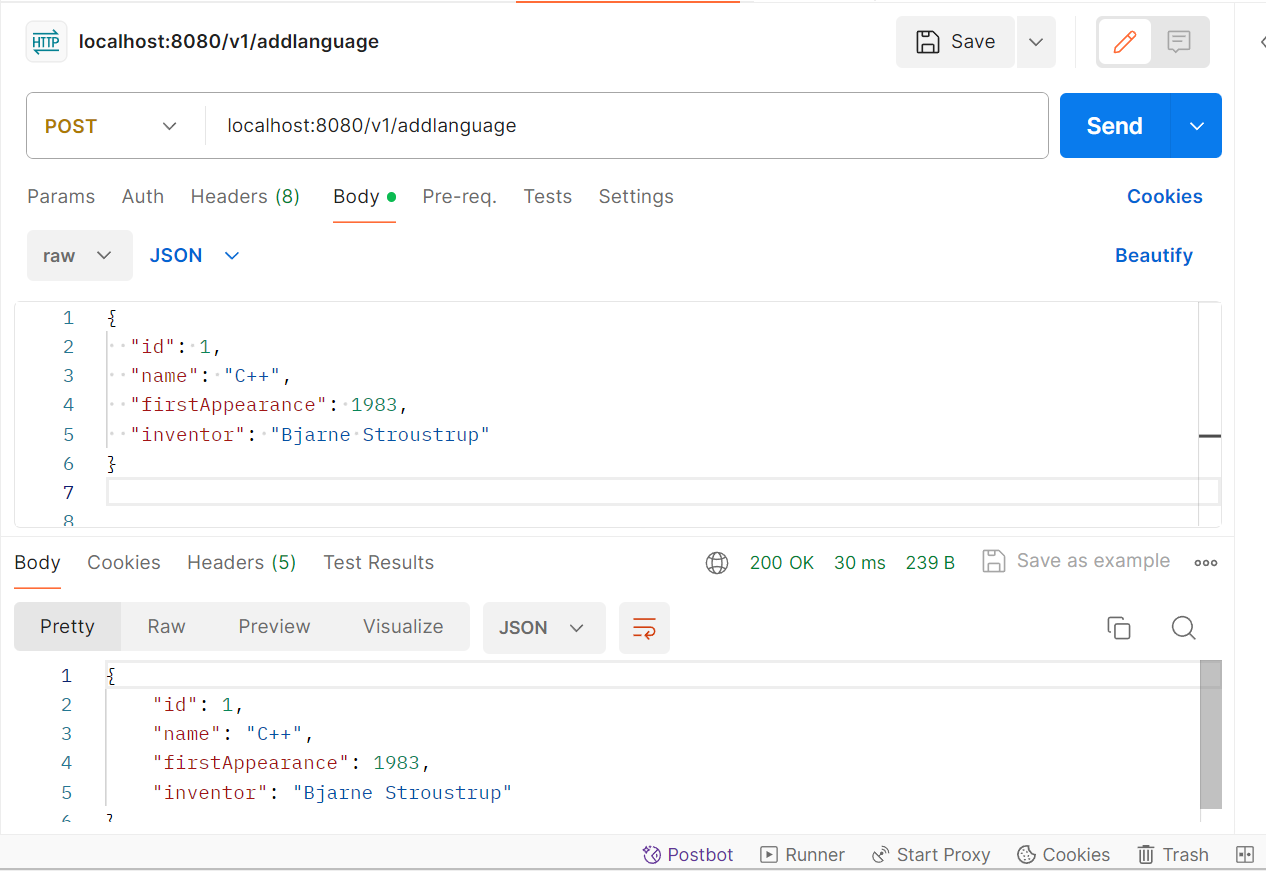 HTTP localhost:8080/v1/addlanguage Save
POST localhost:8080/v1/addlanguage Send
Params Auth Headers (8) Body Pre-req. Tests Settings Cookies
raw JSON Beautify
1 {
2 "id": 1,
3 "name": "C++",
4 "firstAppearance": 1983,
5 "inventor": "Bjarne Stroustrup"
6 }
7
8
Body Cookies Headers (5) Test Results 200 OK 30 ms 239 B Save as example
Pretty Raw Preview Visualize JSON
1 {
2 "id": 1,
3 "name": "C++",
4 "firstAppearance": 1983,
5 "inventor": "Bjarne Stroustrup"
6 }
Postbot Runner Start Proxy Cookies Trash